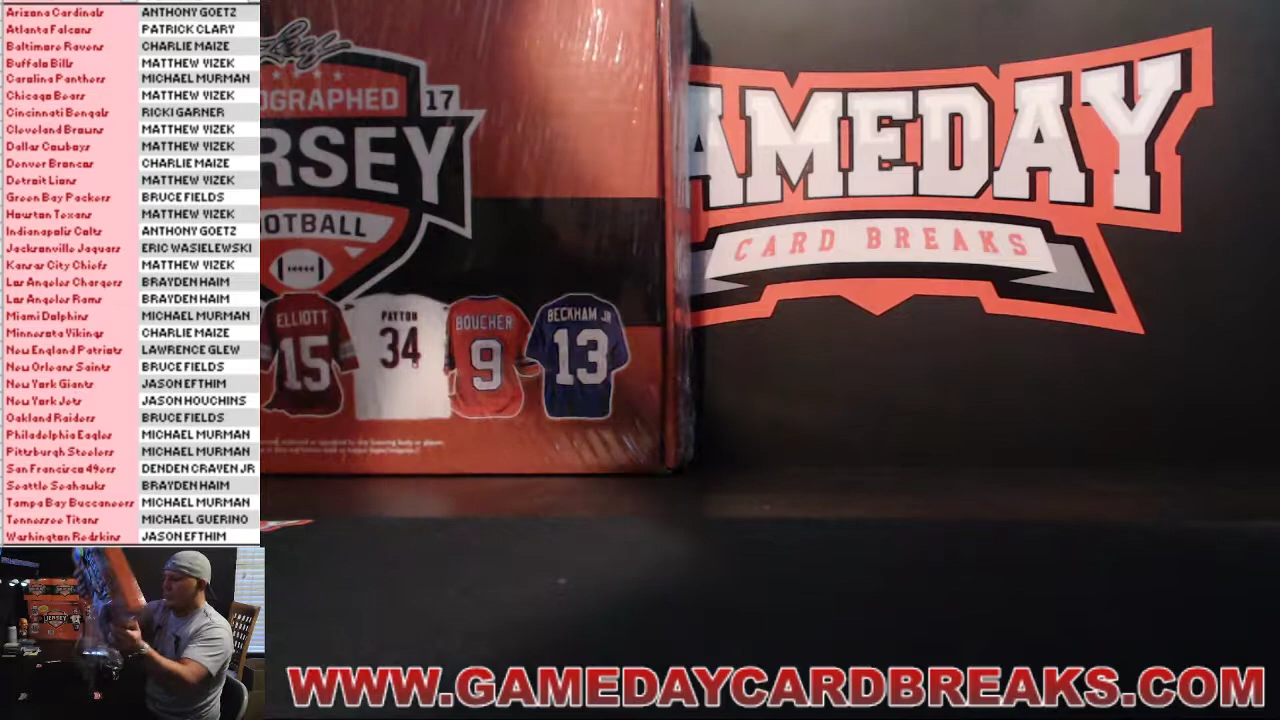 Arizona Cardinals ANTHONY GOETZ
Atlanta Falcons PATRICK CLARY
Baltimore Ravens CHARLIE MAIZE
Buffalo Bills MATTHEW VIZEK
Carolina Panthers MICHAEL MURMAN
Chicago Bears MATTHEW VIZEK
Cincinnati Bengals RICKI GARNER
Cleveland Browns MATTHEW VIZEK
Dallas Cowboys MATTHEW VIZEK
Denver Broncos CHARLIE MAIZE
Detroit Lions MATTHEW VIZEK
Green Bay Packers BRUCE FIELDS
Houston Texans MATTHEW VIZEK
Indianapolis Colts ANTHONY GOETZ
Jacksonville Jaguars ERIC WASIELEWSKI
Kansas City Chiefs MATTHEW VIZEK
Los Angeles Chargers BRAYDEN HAIM
Los Angeles Rams BRAYDEN HAIM
Miami Dolphins MICHAEL MURMAN
Minnesota Vikings CHARLIE MAIZE
New England Patriots LAWRENCE GLEW
New Orleans Saints BRUCE FIELDS
New York Giants JASON EFTHIM
New York Jets JASON HOUCHINS
Oakland Raiders BRUCE FIELDS
Philadelphia Eagles MICHAEL MURMAN
Pittsburgh Steelers MICHAEL MURMAN
San Francisco 49ers DENDEN CRAVEN JR
Seattle Seahawks BRAYDEN HAIM
Tampa Bay Buccaneers MICHAEL MURMAN
Tennessee Titans MICHAEL GUERINO
Washington Redskins JASON EFTHIM
Leaf
OGRAPHED 17
RSEY
OTBALL
ELLIOTT
15
PAYTON
34
BOUCHER
9
BECKHAM JR
13
AMEDAY
CARD BREAKS
JERSEY
WWW.GAMEDAYCARDBREAKS.COM